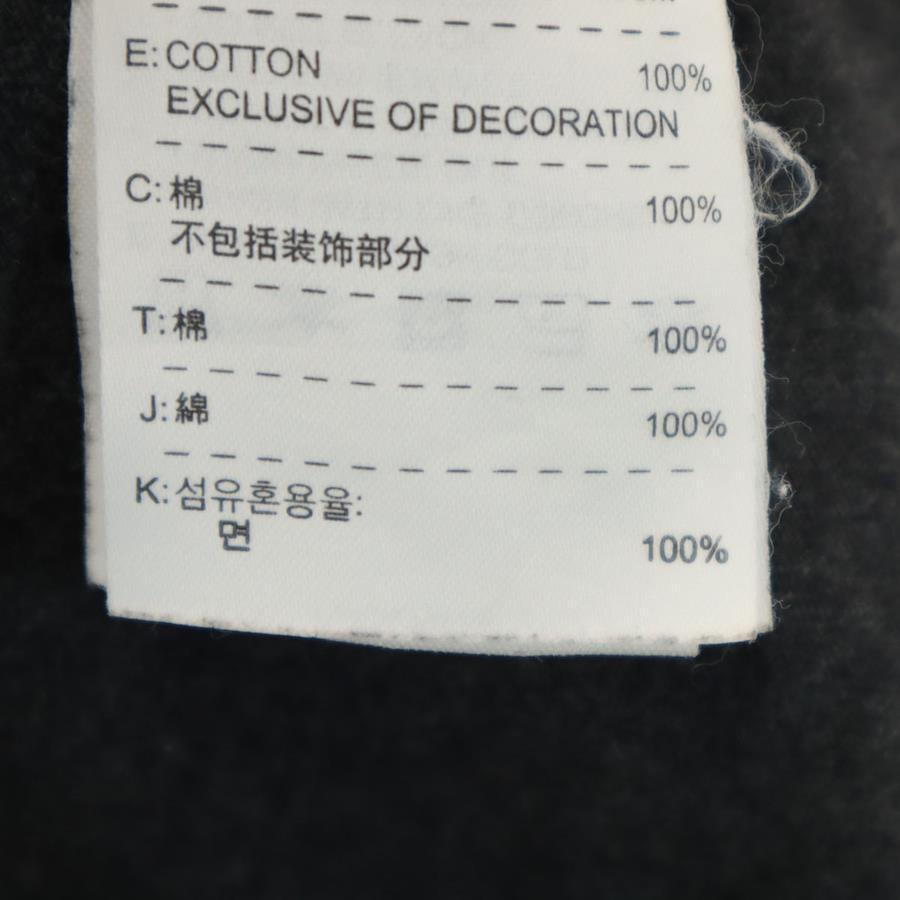 E: COTTON 100%
EXCLUSIVE OF DECORATION
C: 棉 100%
不包括装饰部分
T: 棉 100%
J: 綿 100%
K: 섬유혼용율:
면 100%